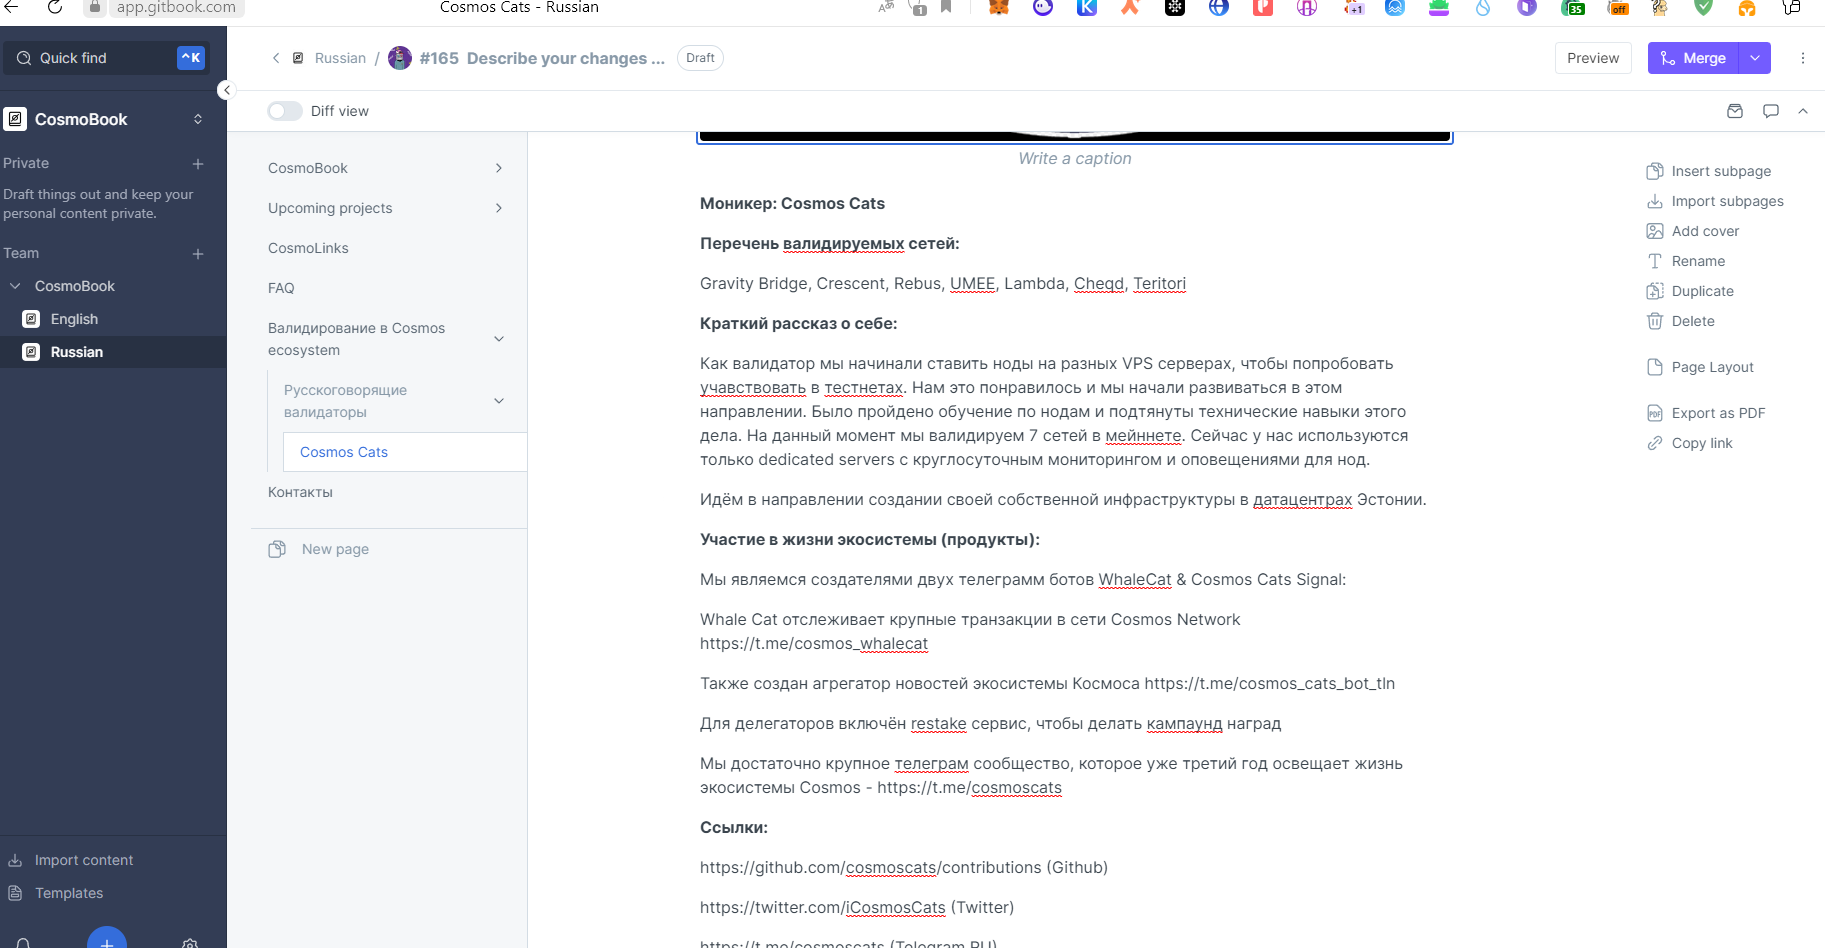 app.gitbook.com
Cosmos Cats - Russian
1
+1
35
off
Quick find
^K
Russian / #165 Describe your changes ...
Draft
Preview
Merge
Diff view
CosmoBook
Private
Draft things out and keep your
personal content private.
Team
CosmoBook
English
Russian
Import content
Templates
CosmoBook
Upcoming projects
CosmoLinks
FAQ
Валидирование в Cosmos
ecosystem
Русскоговорящие
валидаторы
Cosmos Cats
Контакты
New page
Write a caption
Моникер: Cosmos Cats
Перечень валидируемых сетей:
Gravity Bridge, Crescent, Rebus, UMEE, Lambda, Cheqd, Teritori
Краткий рассказ о себе:
Как валидатор мы начинали ставить ноды на разных VPS серверах, чтобы попробовать
учавствовать в тестнетах. Нам это понравилось и мы начали развиваться в этом
направлении. Было пройдено обучение по нодам и подтянуты технические навыки этого
дела. На данный момент мы валидируем 7 сетей в мейннете. Сейчас у нас используются
только dedicated servers с круглосуточным мониторингом и оповещениями для нод.
Идём в направлении создании своей собственной инфраструктуры в датацентрах Эстонии.
Участие в жизни экосистемы (продукты):
Мы являемся создателями двух телеграмм ботов WhaleCat & Cosmos Cats Signal:
Whale Cat отслеживает крупные транзакции в сети Cosmos Network
https://t.me/cosmos_whalecat
Также создан агрегатор новостей экосистемы Космоса https://t.me/cosmos_cats_bot_tln
Для делегаторов включён restake сервис, чтобы делать кампаунд наград
Мы достаточно крупное телеграм сообщество, которое уже третий год освещает жизнь
экосистемы Cosmos - https://t.me/cosmoscats
Ссылки:
https://github.com/cosmoscats/contributions (Github)
https://twitter.com/iCosmosCats (Twitter)
https://t.me/cosmoscats (Telegram RU)
Insert subpage
Import subpages
Add cover
Rename
Duplicate
Delete
Page Layout
PDF
Export as PDF
Copy link